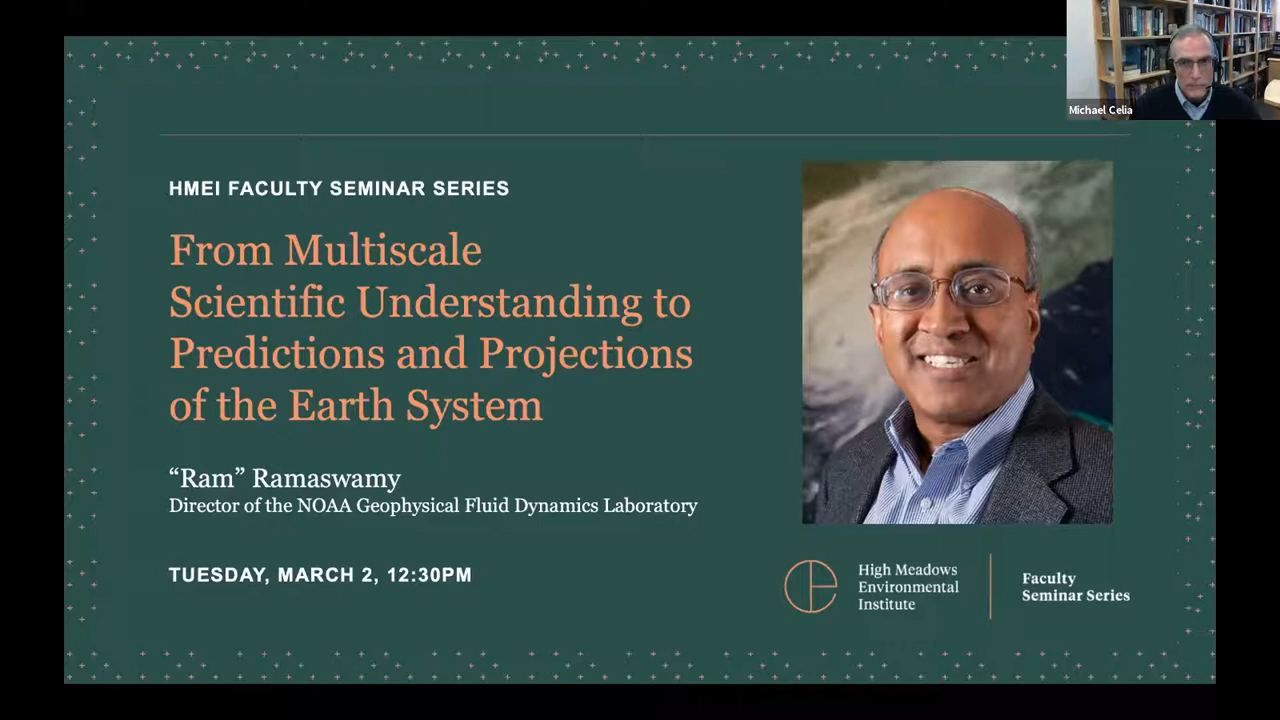 Michael Celia
HMEI FACULTY SEMINAR SERIES
From Multiscale
Scientific Understanding to
Predictions and Projections
of the Earth System
“Ram” Ramaswamy
Director of the NOAA Geophysical Fluid Dynamics Laboratory
TUESDAY, MARCH 2, 12:30PM
High Meadows
Environmental
Institute
Faculty
Seminar Series